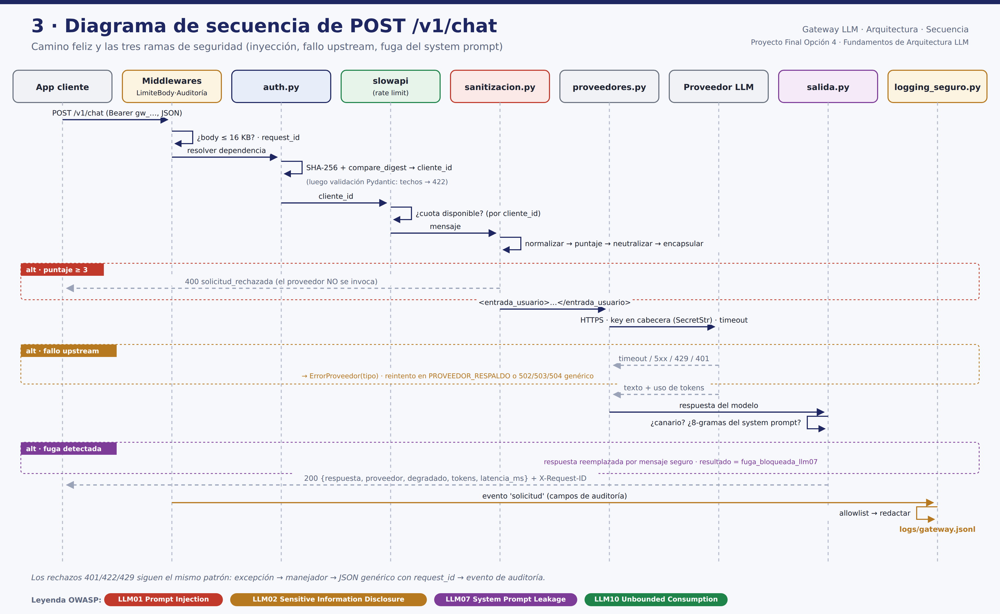 3 · Diagrama de secuencia de POST /v1/chat
Camino feliz y las tres ramas de seguridad (inyección, fallo upstream, fuga del system prompt)
Gateway LLM · Arquitectura · Secuencia
Proyecto Final Opción 4 · Fundamentos de Arquitectura LLM
App cliente
Middlewares
LimiteBody·Auditoría
auth.py
slowapi
(rate limit)
sanitizacion.py
proveedores.py
Proveedor LLM
salida.py
logging_seguro.py
POST /v1/chat (Bearer gw_..., JSON)
¿body ≤ 16 KB? · request_id
resolver dependencia
SHA-256 + compare_digest → cliente_id
(luego validación Pydantic: techos → 422)
cliente_id
¿cuota disponible? (por cliente_id)
mensaje
normalizar → puntaje → neutralizar → encapsular
alt · puntaje ≥ 3
400 solicitud_rechazada (el proveedor NO se invoca)
<entrada_usuario>...</entrada_usuario>
HTTPS · key en cabecera (SecretStr) · timeout
alt · fallo upstream
timeout / 5xx / 429 / 401
→ ErrorProveedor(tipo) · reintento en PROVEEDOR_RESPALDO o 502/503/504 genérico
texto + uso de tokens
respuesta del modelo
¿canario? ¿8-gramas del system prompt?
alt · fuga detectada
respuesta reemplazada por mensaje seguro · resultado = fuga_bloqueada_llm07
200 {respuesta, proveedor, degradado, tokens, latencia_ms} + X-Request-ID
evento 'solicitud' (campos de auditoría)
allowlist → redactar
logs/gateway.jsonl
Los rechazos 401/422/429 siguen el mismo patrón: excepción → manejador → JSON genérico con request_id → evento de auditoría.
Leyenda OWASP:
LLM01 Prompt Injection
LLM02 Sensitive Information Disclosure
LLM07 System Prompt Leakage
LLM10 Unbounded Consumption